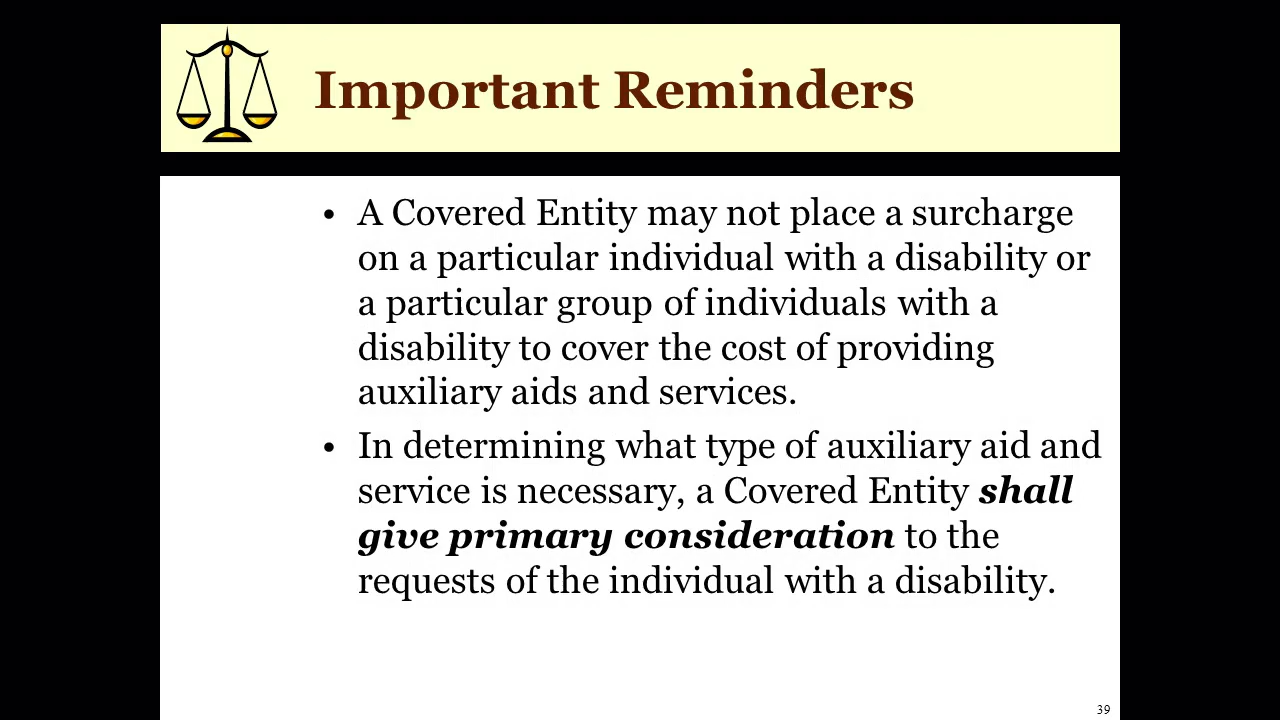 Important Reminders
• A Covered Entity may not place a surcharge
on a particular individual with a disability or
a particular group of individuals with a
disability to cover the cost of providing
auxiliary aids and services.
• In determining what type of auxiliary aid and
service is necessary, a Covered Entity shall
give primary consideration to the
requests of the individual with a disability.
39